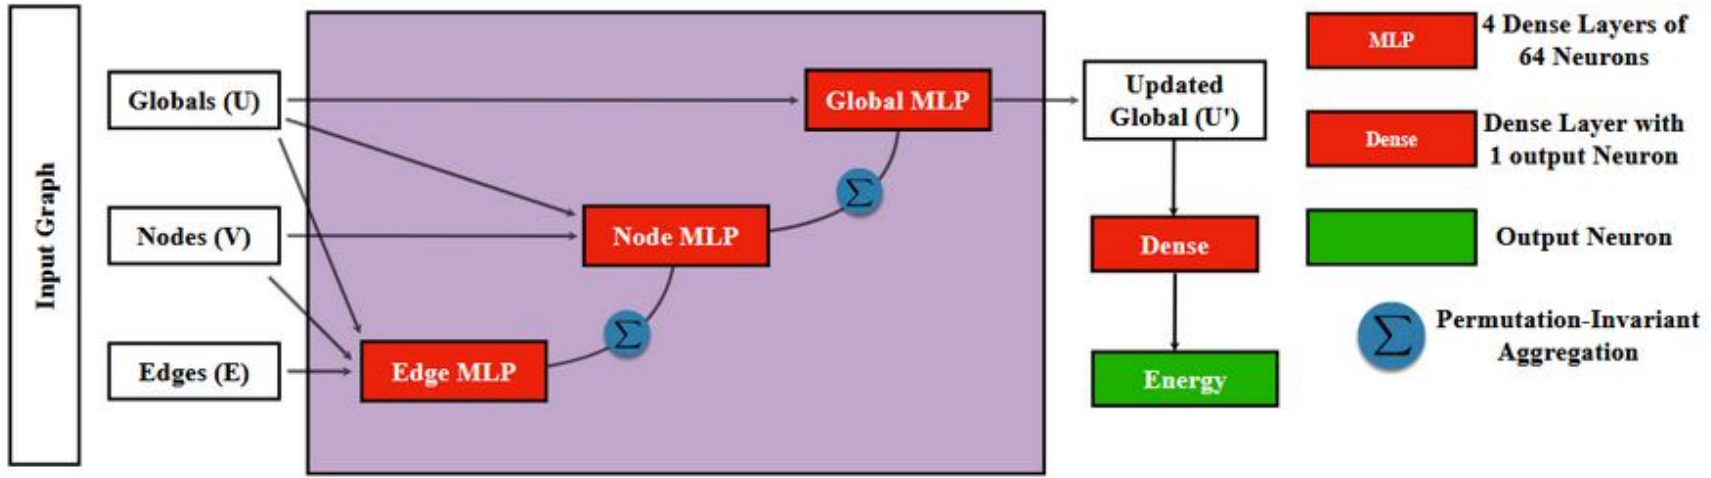 Input Graph
Globals (U)
Nodes (V)
Edges (E)
Global MLP
Σ
Node MLP
Σ
Edge MLP
Updated
Global (U')
Dense
Energy
MLP
4 Dense Layers of
64 Neurons
Dense
Dense Layer with
1 output Neuron
Output Neuron
Σ
Permutation-Invariant
Aggregation